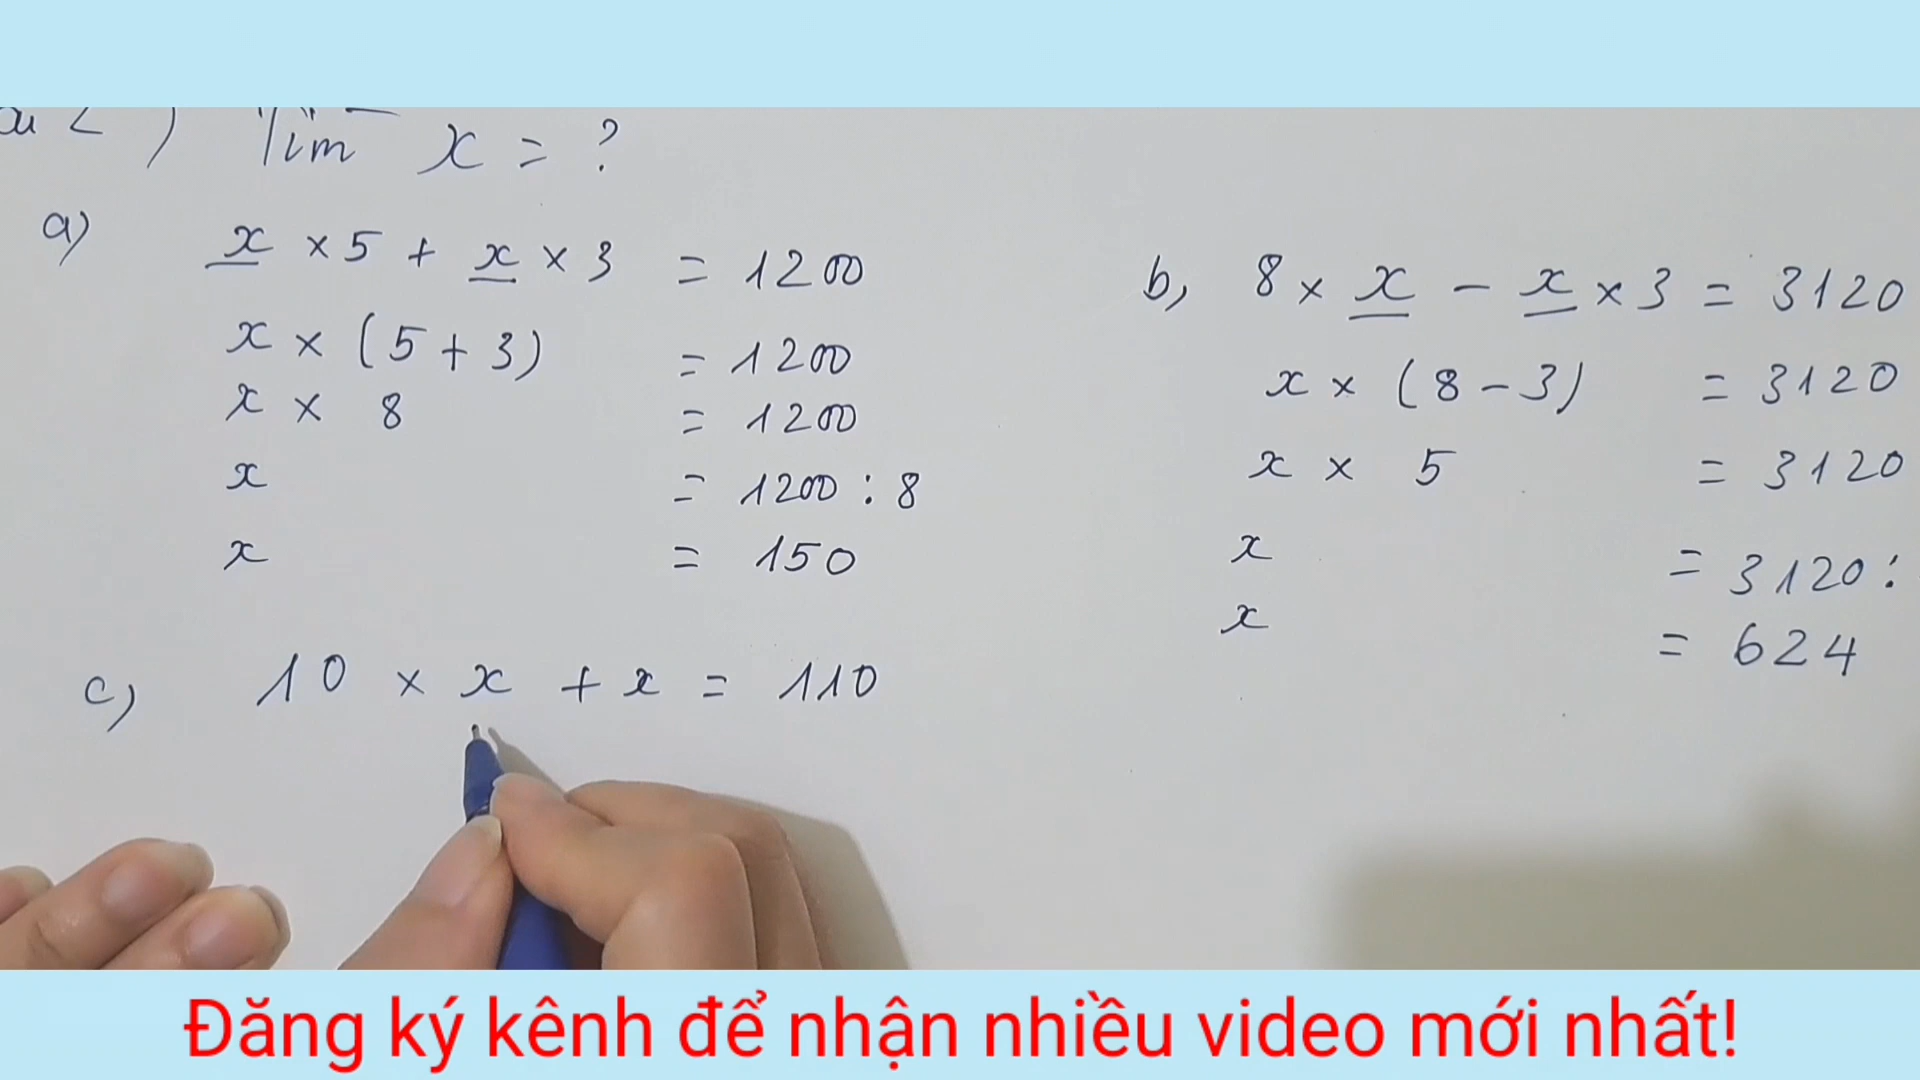 Tìm x = ?
a)
x × 5 + x × 3 = 1200
x × (5 + 3) = 1200
x × 8 = 1200
x = 1200 : 8
x = 150
b, 8 × x - x × 3 = 3120
x × (8 - 3) = 3120
x × 5 = 3120
x = 3120 :
x = 624
c, 10 × x + x = 110
Đăng ký kênh để nhận nhiều video mới nhất!